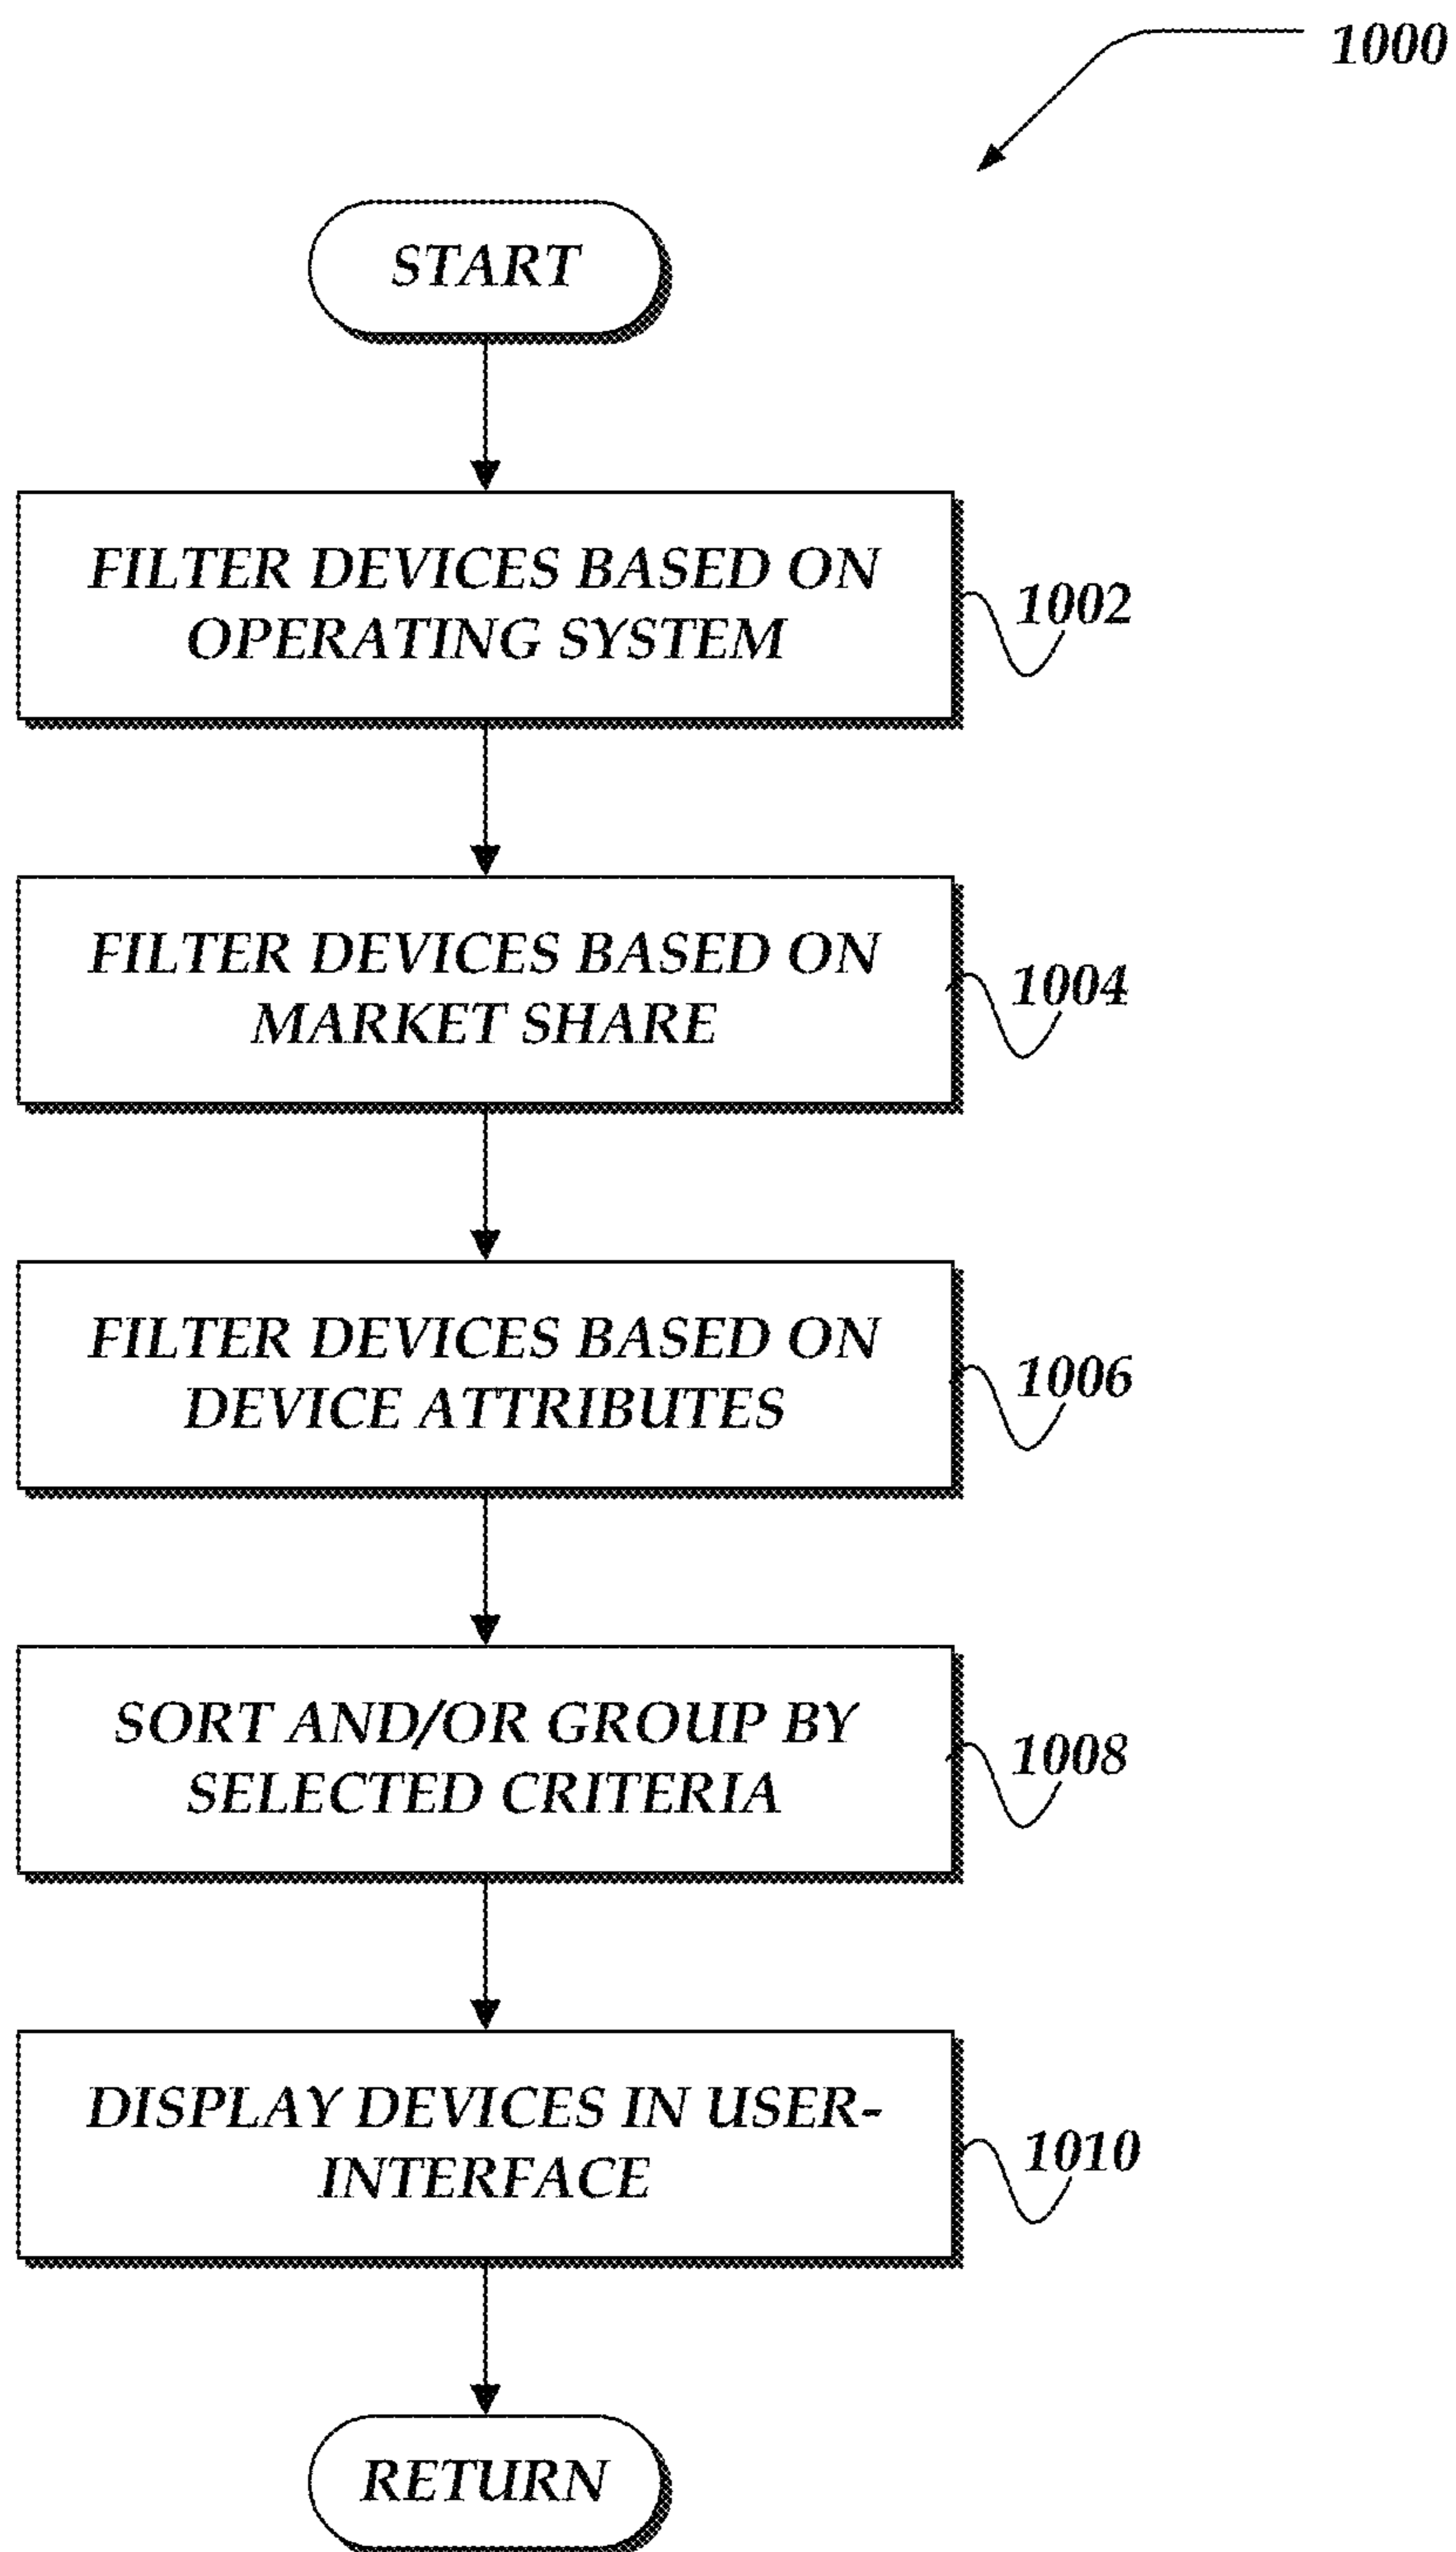 1000
START
FILTER DEVICES BASED ON
OPERATING SYSTEM
1002
FILTER DEVICES BASED ON
MARKET SHARE
1004
FILTER DEVICES BASED ON
DEVICE ATTRIBUTES
1006
SORT AND/OR GROUP BY
SELECTED CRITERIA
1008
DISPLAY DEVICES IN USER-
INTERFACE
1010
RETURN